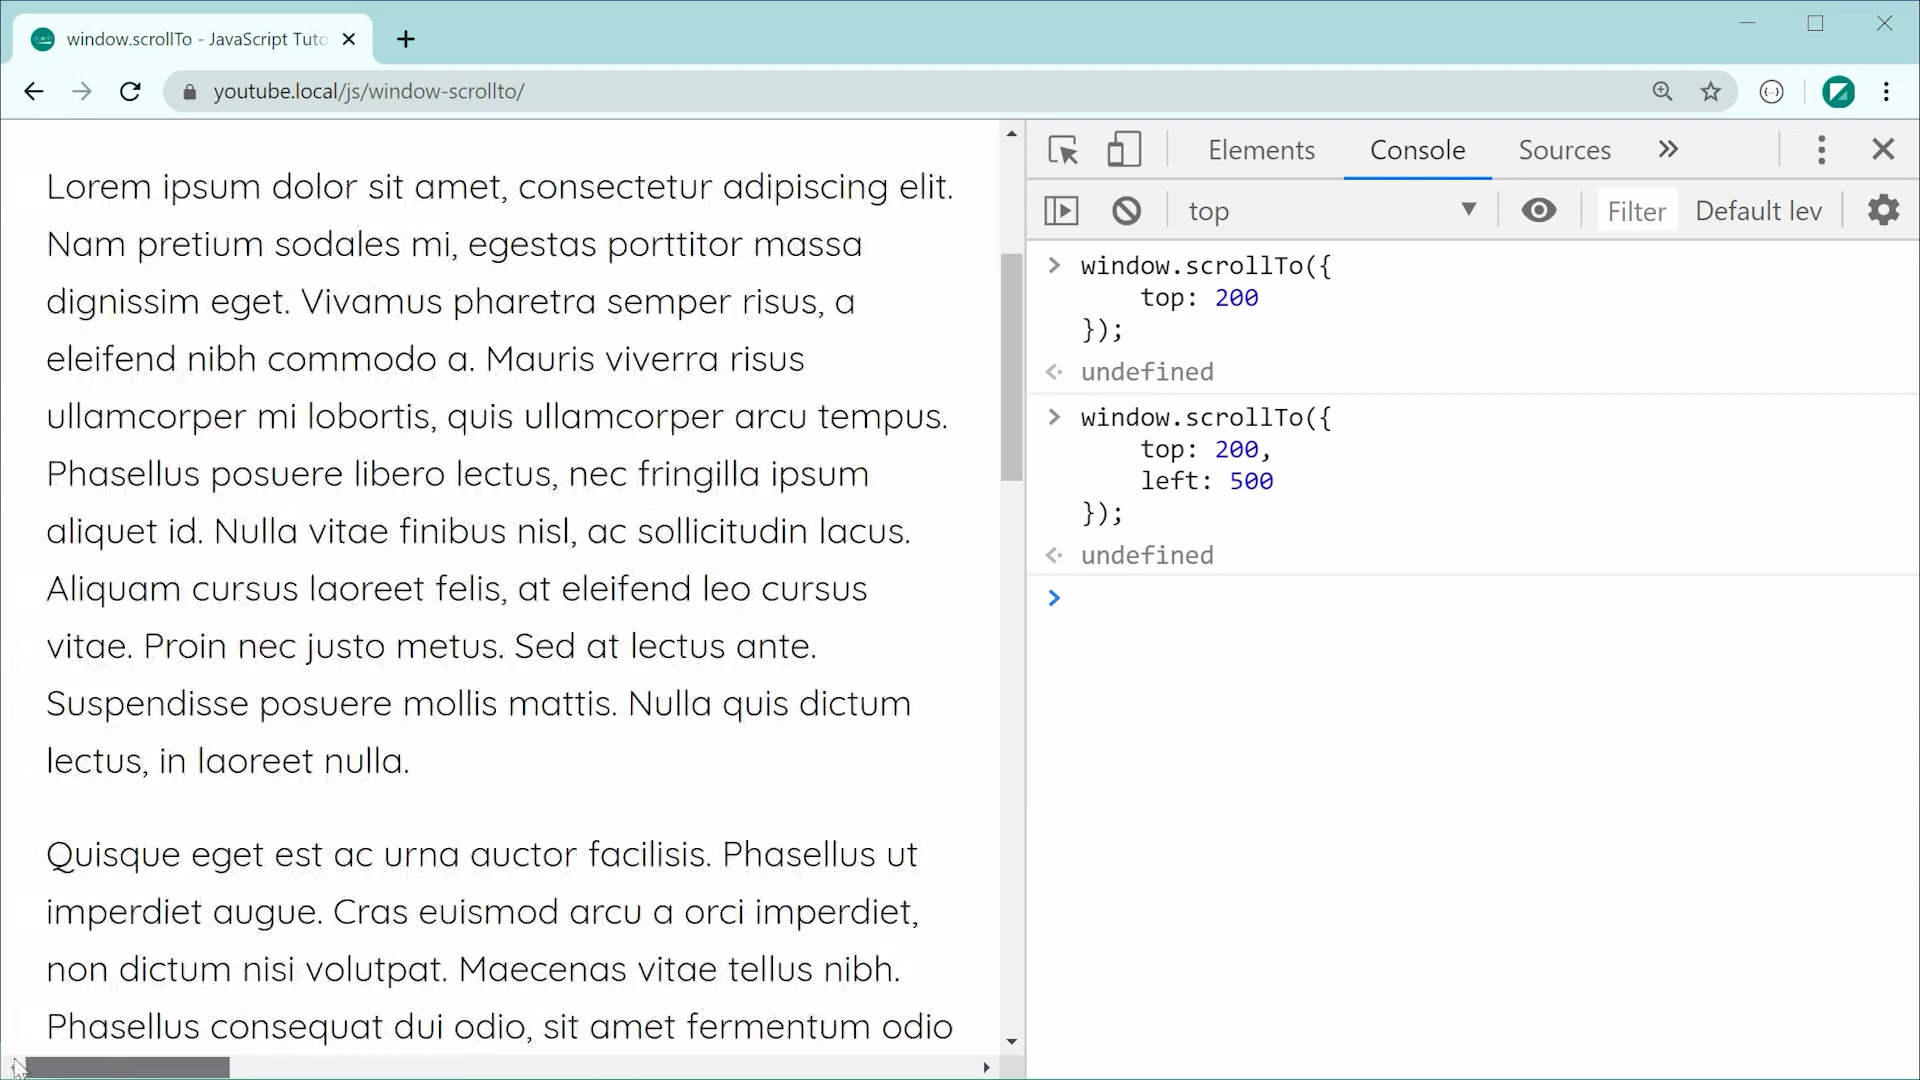 window.scrollTo - JavaScript Tuto
youtube.local/js/window-scrollto/
Lorem ipsum dolor sit amet, consectetur adipiscing elit.
Nam pretium sodales mi, egestas porttitor massa
dignissim eget. Vivamus pharetra semper risus, a
eleifend nibh commodo a. Mauris viverra risus
ullamcorper mi lobortis, quis ullamcorper arcu tempus.
Phasellus posuere libero lectus, nec fringilla ipsum
aliquet id. Nulla vitae finibus nisl, ac sollicitudin lacus.
Aliquam cursus laoreet felis, at eleifend leo cursus
vitae. Proin nec justo metus. Sed at lectus ante.
Suspendisse posuere mollis mattis. Nulla quis dictum
lectus, in laoreet nulla.
Quisque eget est ac urna auctor facilisis. Phasellus ut
imperdiet augue. Cras euismod arcu a orci imperdiet,
non dictum nisi volutpat. Maecenas vitae tellus nibh.
Phasellus consequat dui odio, sit amet fermentum odio
Elements Console Sources
top Filter Default lev
window.scrollTo({
top: 200
});
undefined
window.scrollTo({
top: 200,
left: 500
});
undefined